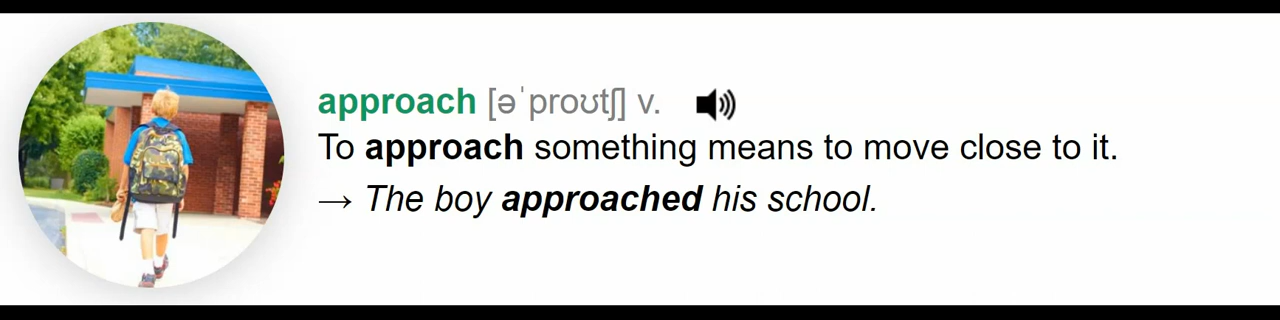 approach [əˈproʊtʃ] v.
To approach something means to move close to it.
→ The boy approached his school.